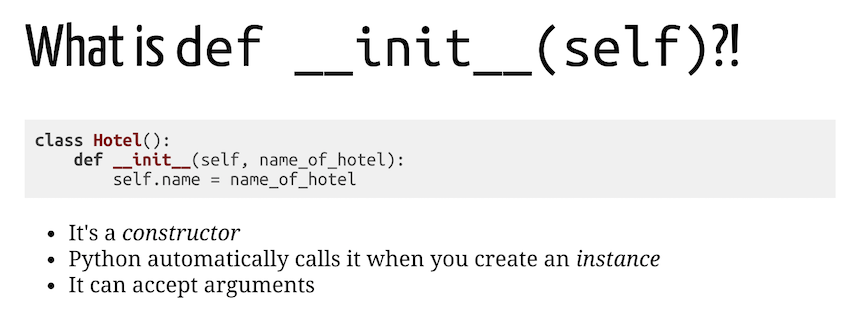 What is def __init__(self)?!
class Hotel():
    def __init__(self, name_of_hotel):
        self.name = name_of_hotel
• It's a constructor
• Python automatically calls it when you create an instance
• It can accept arguments